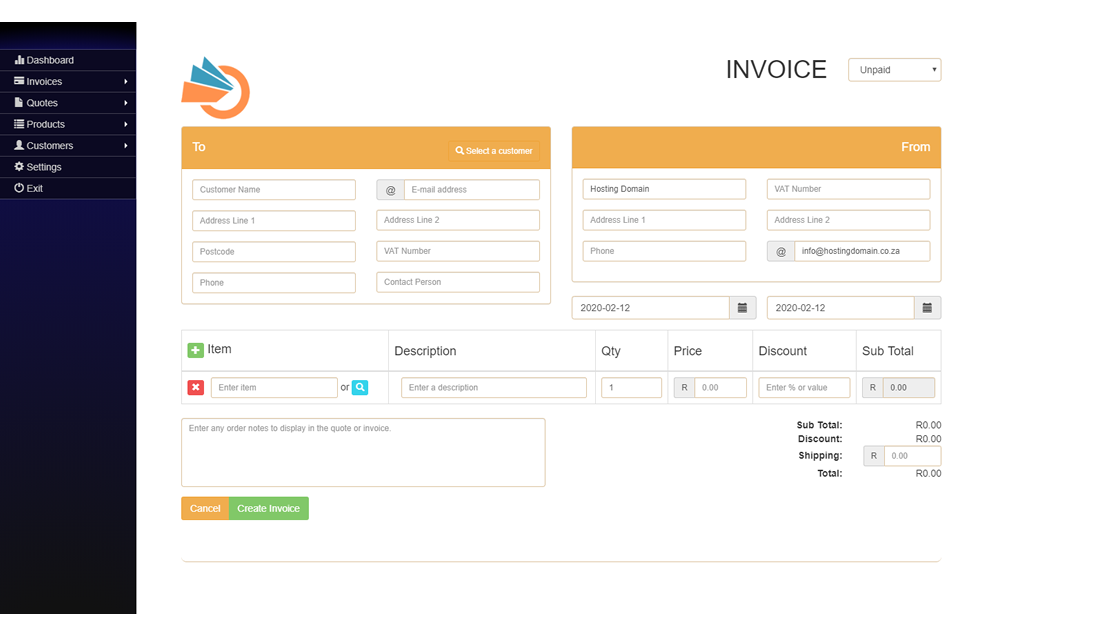 Dashboard
Invoices
Quotes
Products
Customers
Settings
Exit
INVOICE Unpaid
To Select a customer
Customer Name @ E-mail address
Address Line 1 Address Line 2
Postcode VAT Number
Phone Contact Person
From
Hosting Domain VAT Number
Address Line 1 Address Line 2
Phone @ info@hostingdomain.co.za
2020-02-12 2020-02-12
Item Description Qty Price Discount Sub Total
Enter item or Enter a description 1 R 0.00 Enter % or value R 0.00
Enter any order notes to display in the quote or invoice.
Sub Total: R0.00
Discount: R0.00
Shipping: R 0.00
Total: R0.00
Cancel Create Invoice